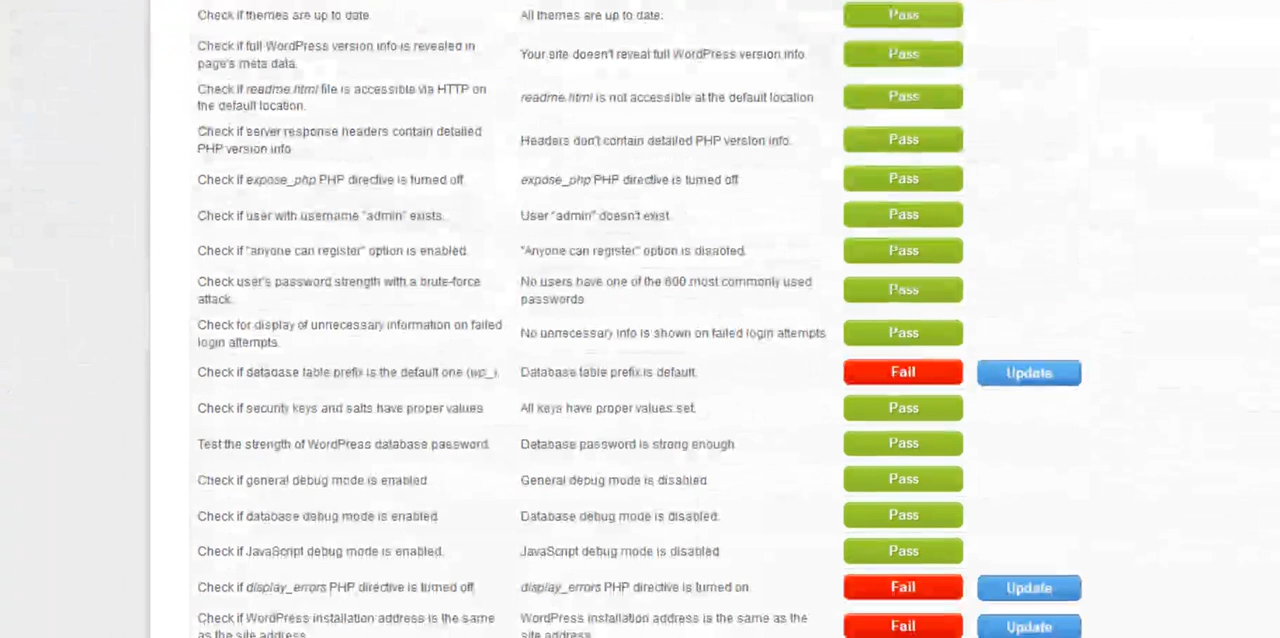 Check if themes are up to date. All themes are up to date. Pass
Check if full WordPress version info is revealed in
page's meta data. Your site doesn't reveal full WordPress version info. Pass
Check if readme.html file is accessible via HTTP on
the default location. readme.html is not accessible at the default location Pass
Check if server response headers contain detailed
PHP version info Headers don't contain detailed PHP version info. Pass
Check if expose_php PHP directive is turned off expose_php PHP directive is turned off Pass
Check if user with username "admin" exists. User "admin" doesn't exist. Pass
Check if "anyone can register" option is enabled. "Anyone can register" option is disabled. Pass
Check user's password strength with a brute-force
attack. No users have one of the 600 most commonly used
passwords Pass
Check for display of unnecessary information on failed
login attempts. No unnecessary info is shown on failed login attempts Pass
Check if database table prefix is the default one (wp_). Database table prefix is default. Fail Update
Check if security keys and salts have proper values All keys have proper values set. Pass
Test the strength of WordPress database password. Database password is strong enough Pass
Check if general debug mode is enabled General debug mode is disabled Pass
Check if database debug mode is enabled Database debug mode is disabled. Pass
Check if JavaScript debug mode is enabled. JavaScript debug mode is disabled Pass
Check if display_errors PHP directive is turned off display_errors PHP directive is turned on Fail Update
Check if WordPress installation address is the same
as the site address WordPress installation address is the same as the
site address Fail Update